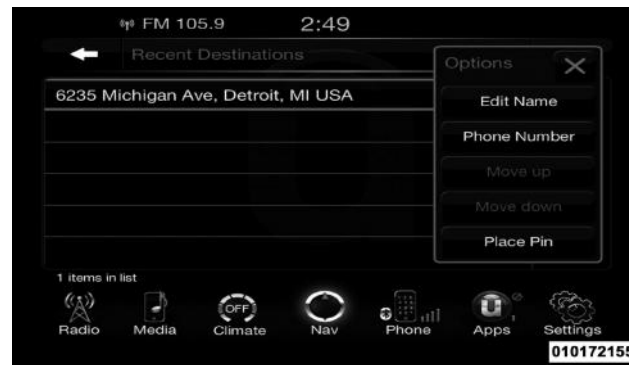 FM 105.9 2:49
Recent Destinations
Options
6235 Michigan Ave, Detroit, MI USA
Edit Name
Phone Number
Move up
Move down
Place Pin
1 items in list
OFF
Radio Media Climate Nav Phone Apps Settings
010172155